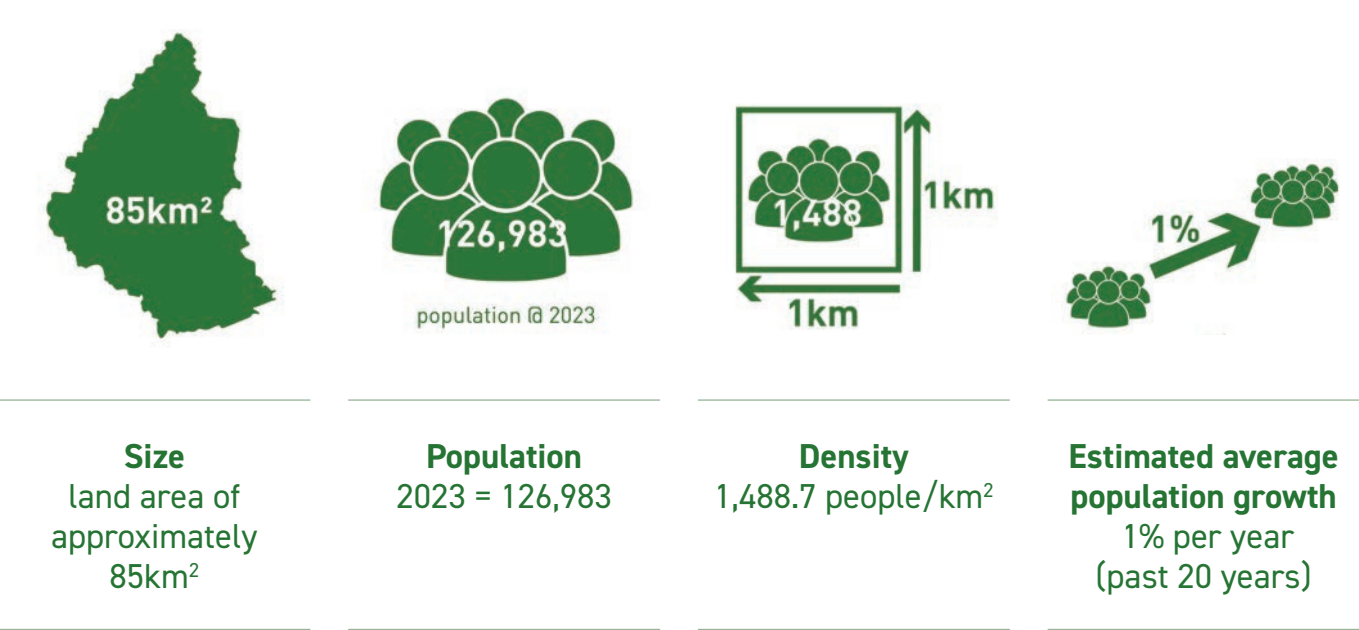 85km²
126,983
population @ 2023
1,488
1km
1km
1%
Size
land area of
approximately
85km²
Population
2023 = 126,983
Density
1,488.7 people/km²
Estimated average
population growth
1% per year
(past 20 years)